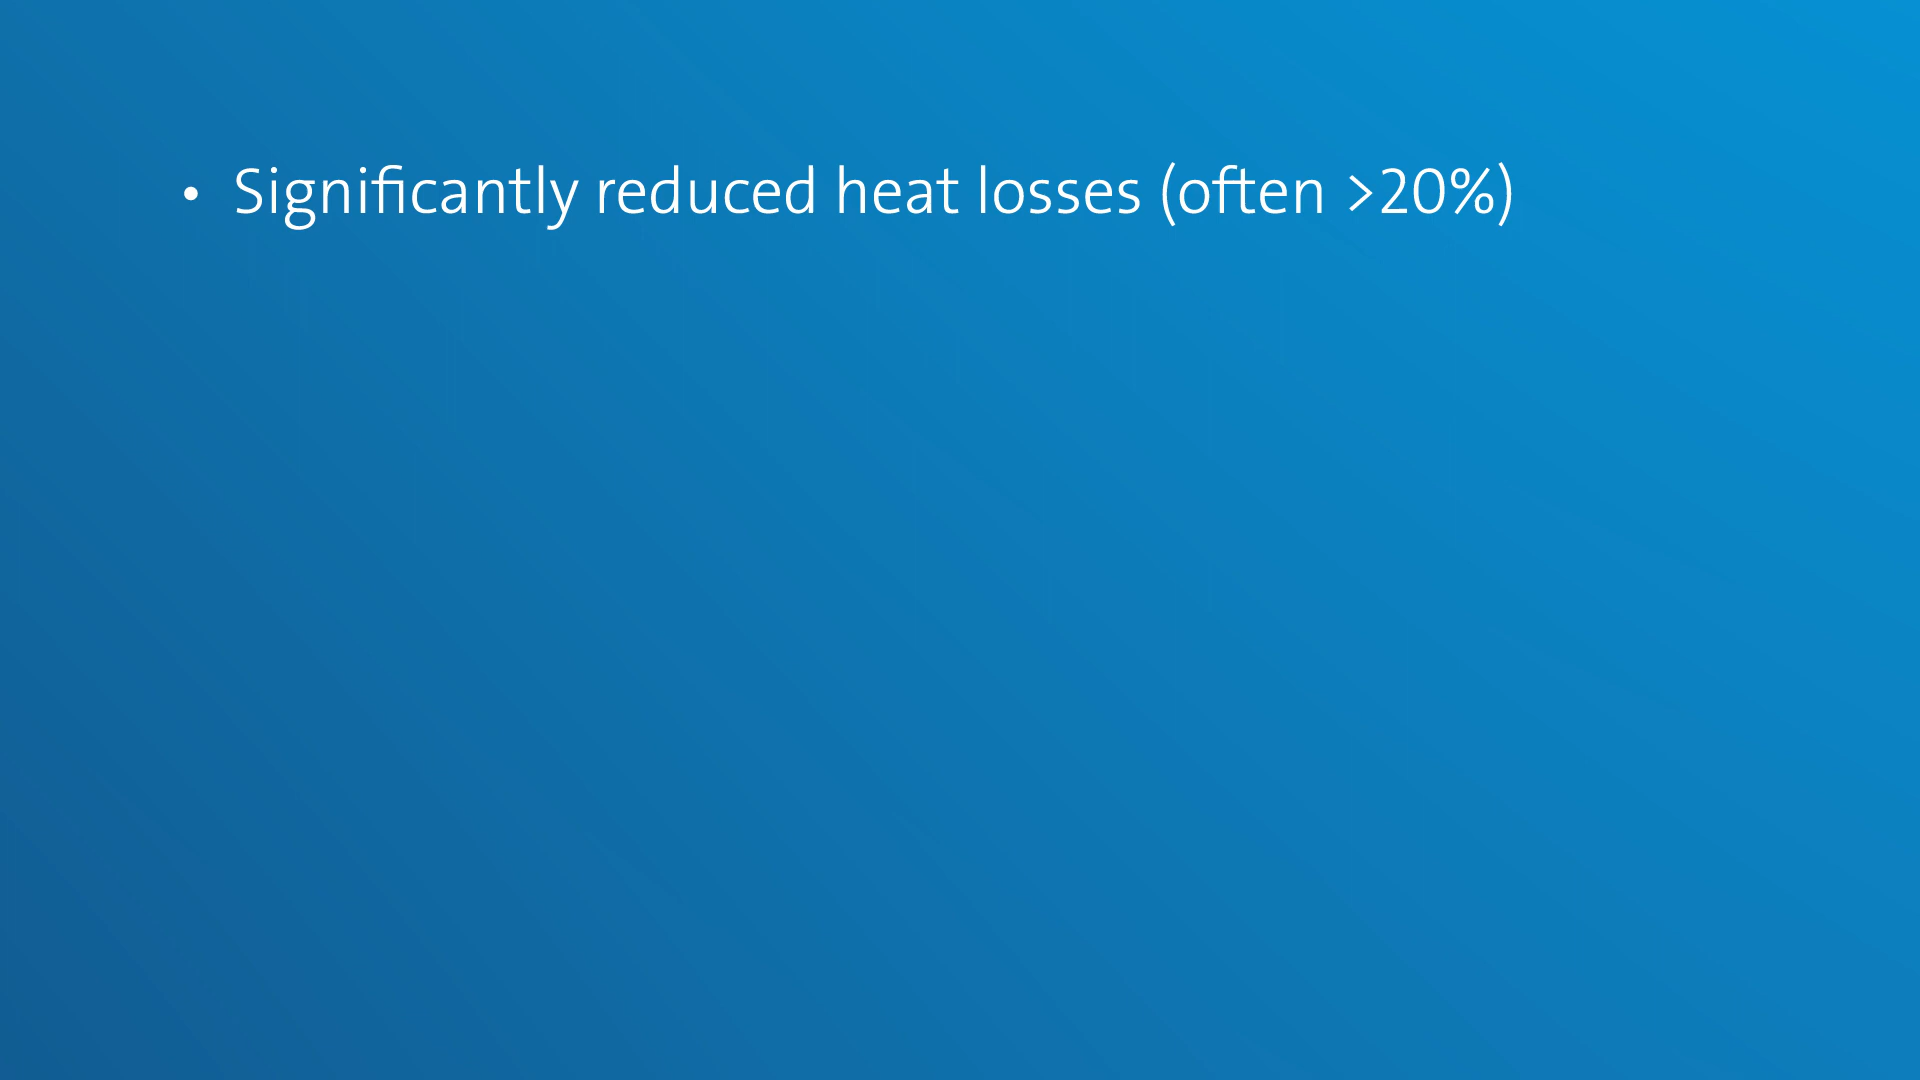 • Significantly reduced heat losses (often >20%)